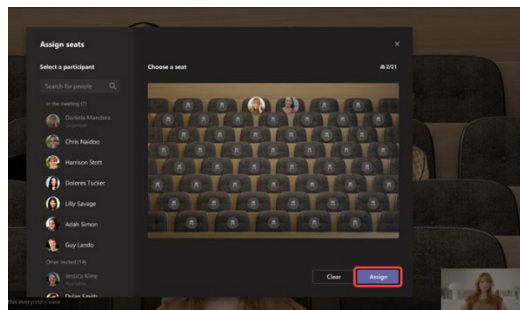 Assign seats
Select a participant
Choose a seat
2/21
Search for people
In the meeting (7)
Daniela Mandera
Organizer
Chris Naidoo
Harrison Stott
Dolores Tucker
Lilly Savage
Adah Simon
Guy Lando
Other invited (14)
Jessica Kline
Available
Dylan Smith
Clear
Assign
this everyone's view